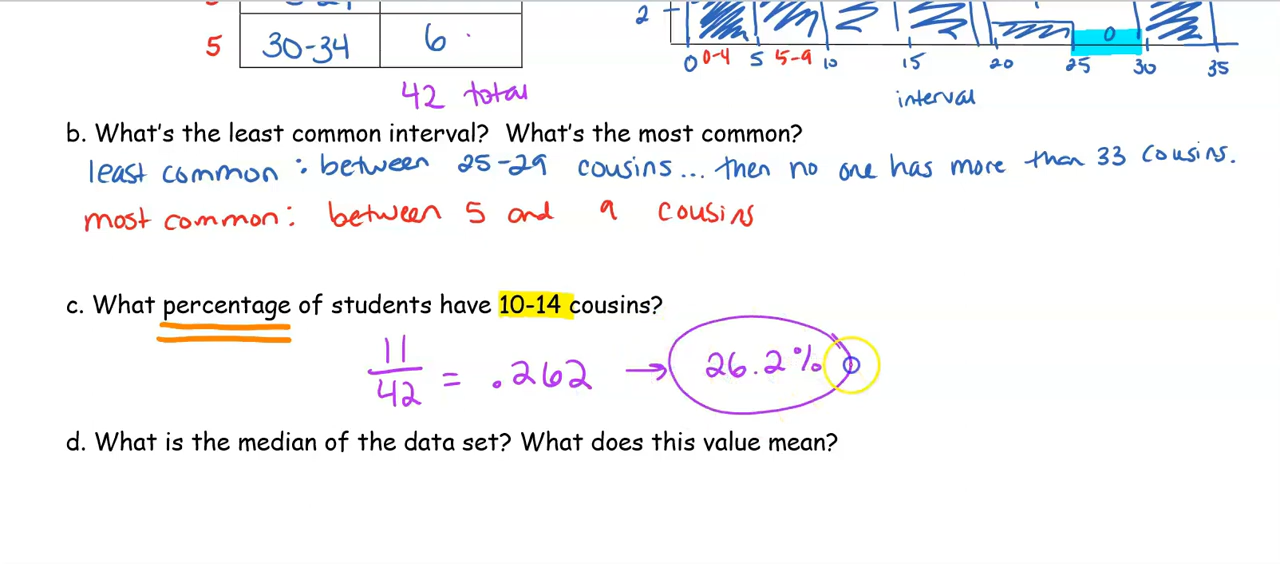 2
5 30-34 6
0 0-4 5 5-9 10 15 20 25 0 30 35
42 total
interval
b. What's the least common interval? What's the most common?
least common : between 25-29 cousins... then no one has more than 33 cousins.
most common: between 5 and 9 cousins
c. What percentage of students have 10-14 cousins?
11/42 = .262 → 26.2%
d. What is the median of the data set? What does this value mean?